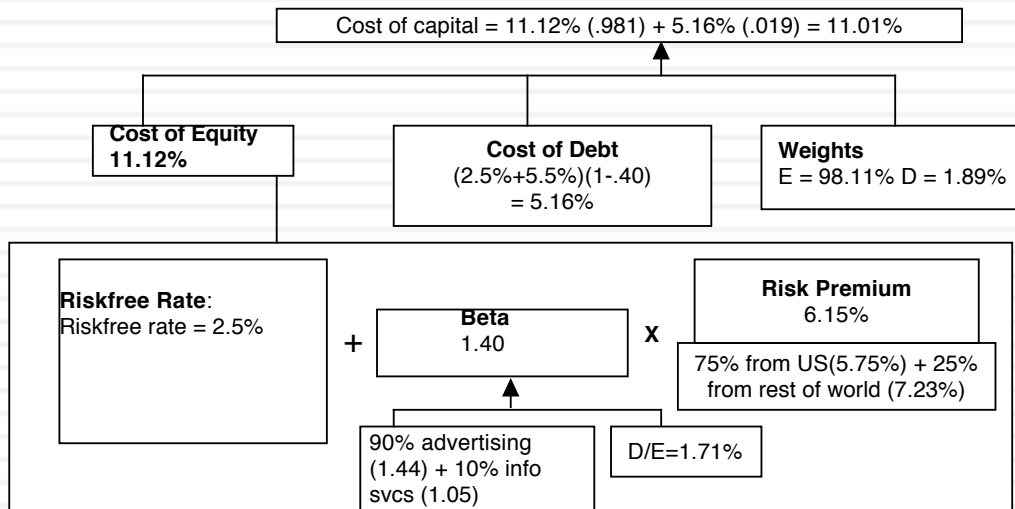 Cost of capital = 11.12% (.981) + 5.16% (.019) = 11.01%
Cost of Equity
11.12%
Cost of Debt
(2.5%+5.5%)(1-.40)
= 5.16%
Weights
E = 98.11% D = 1.89%
Riskfree Rate:
Riskfree rate = 2.5%
+
Beta
1.40
X
Risk Premium
6.15%
75% from US(5.75%) + 25%
from rest of world (7.23%)
90% advertising
(1.44) + 10% info
svcs (1.05)
D/E=1.71%